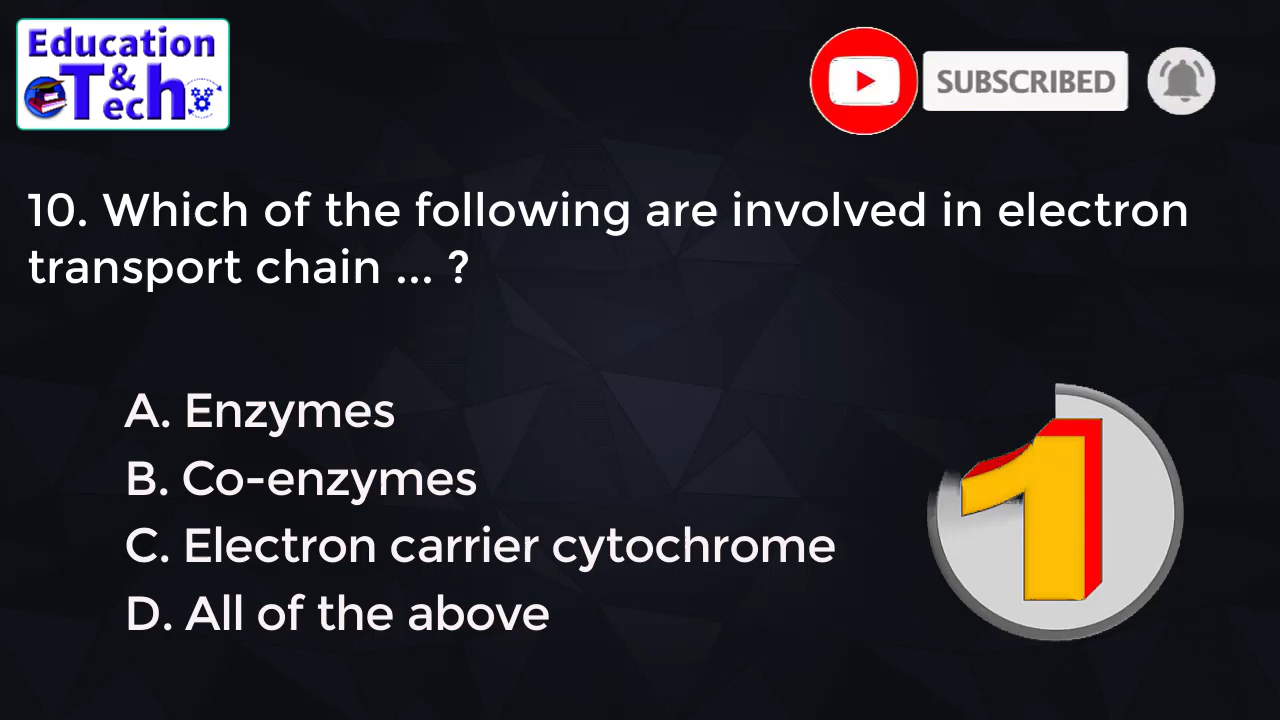 Education
&
Tech
SUBSCRIBED
10. Which of the following are involved in electron
transport chain ... ?
A. Enzymes
B. Co-enzymes
C. Electron carrier cytochrome
D. All of the above
1